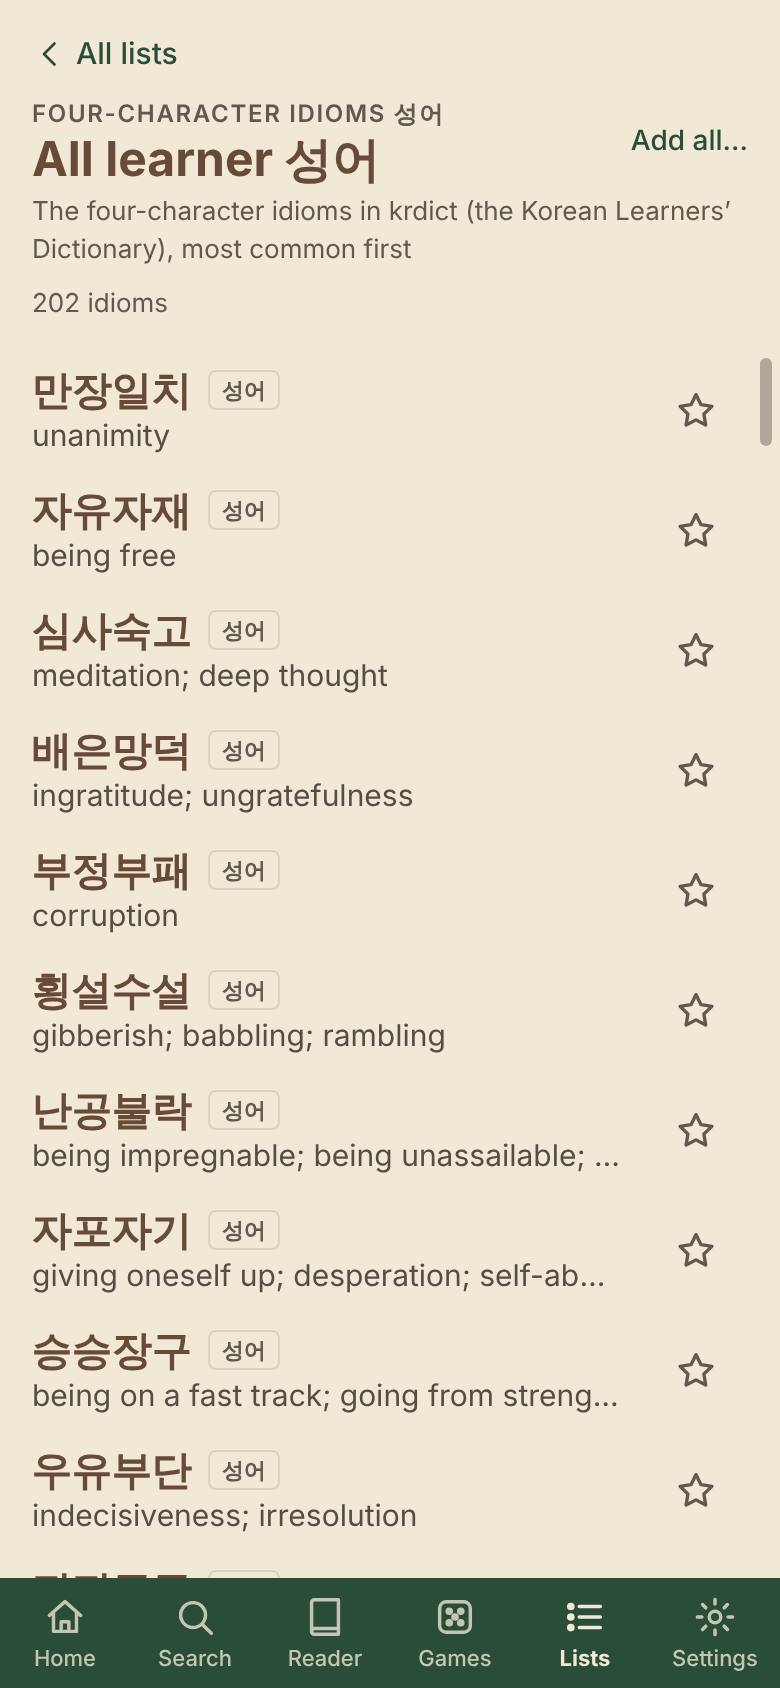 All lists
FOUR-CHARACTER IDIOMS 성어
All learner 성어
Add all...
The four-character idioms in krdict (the Korean Learners’
Dictionary), most common first
202 idioms
만장일치 성어
unanimity
자유자재 성어
being free
심사숙고 성어
meditation; deep thought
배은망덕 성어
ingratitude; ungratefulness
부정부패 성어
corruption
횡설수설 성어
gibberish; babbling; rambling
난공불락 성어
being impregnable; being unassailable; ...
자포자기 성어
giving oneself up; desperation; self-ab...
승승장구 성어
being on a fast track; going from streng...
우유부단 성어
indecisiveness; irresolution
Home
Search
Reader
Games
Lists
Settings